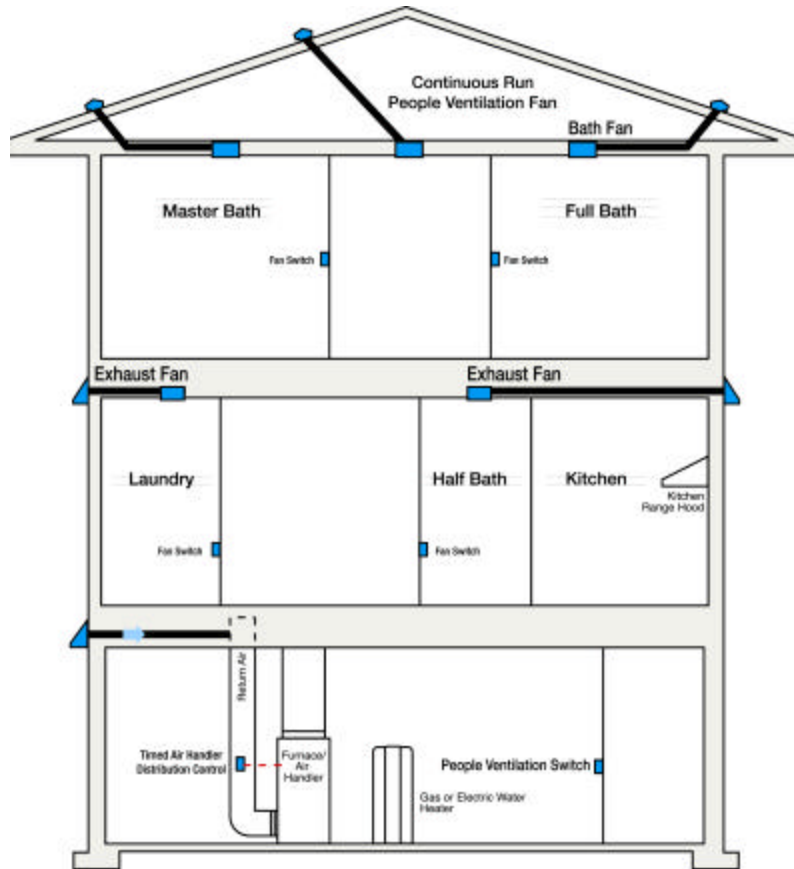 Continuous Run
People Ventilation Fan
Bath Fan
Master Bath
Full Bath
Fan Switch
Fan Switch
Exhaust Fan
Exhaust Fan
Laundry
Half Bath
Kitchen
Kitchen
Range Hood
Fan Switch
Fan Switch
Return Air
Timed Air Handler
Distribution Control
Furnace/
Air
Handler
People Ventilation Switch
Gas or Electric Water
Heater